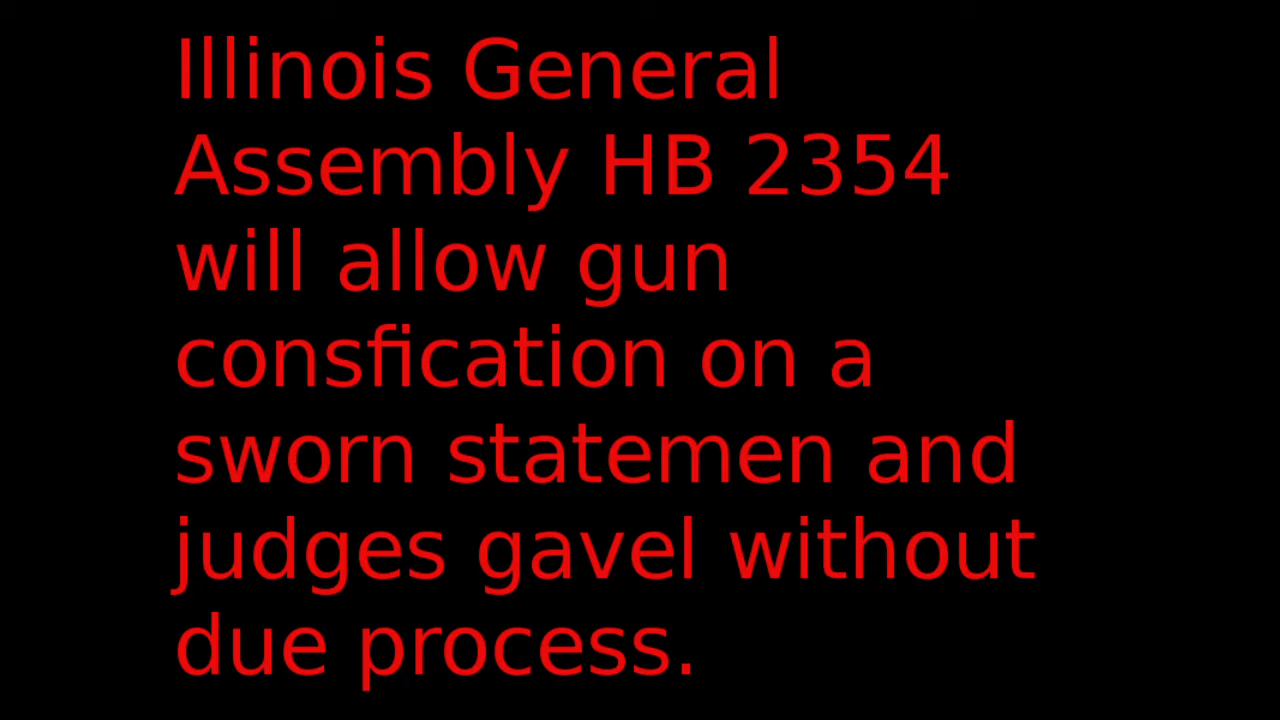 Illinois General
Assembly HB 2354
will allow gun
consfication on a
sworn statemen and
judges gavel without
due process.